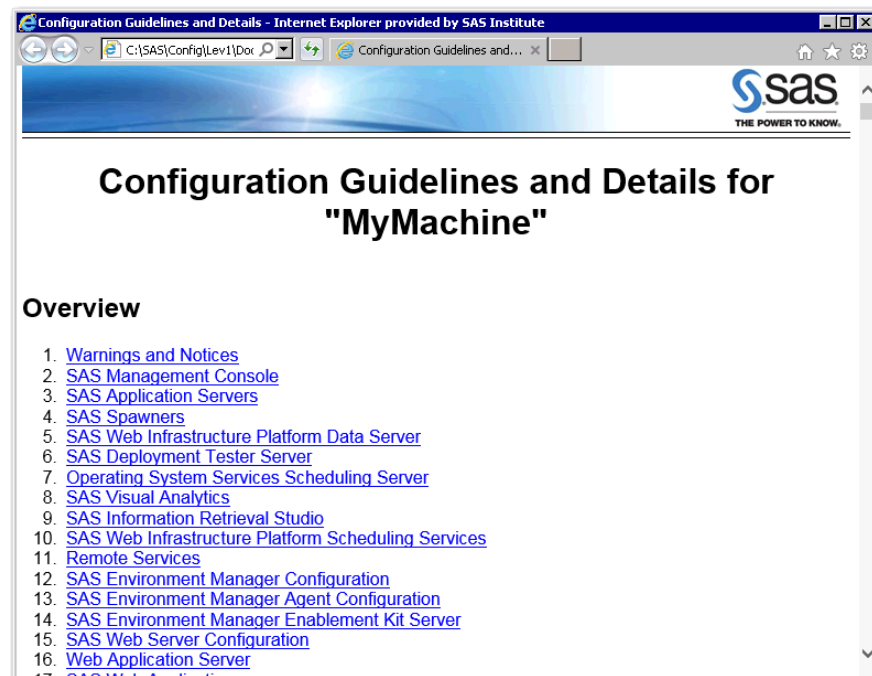 Configuration Guidelines and Details - Internet Explorer provided by SAS Institute
C:\SAS\Config\Lev1\Doc
Configuration Guidelines and...
sas
THE POWER TO KNOW.
Configuration Guidelines and Details for
"MyMachine"
Overview
1. Warnings and Notices
2. SAS Management Console
3. SAS Application Servers
4. SAS Spawners
5. SAS Web Infrastructure Platform Data Server
6. SAS Deployment Tester Server
7. Operating System Services Scheduling Server
8. SAS Visual Analytics
9. SAS Information Retrieval Studio
10. SAS Web Infrastructure Platform Scheduling Services
11. Remote Services
12. SAS Environment Manager Configuration
13. SAS Environment Manager Agent Configuration
14. SAS Environment Manager Enablement Kit Server
15. SAS Web Server Configuration
16. Web Application Server
17. SAS Web